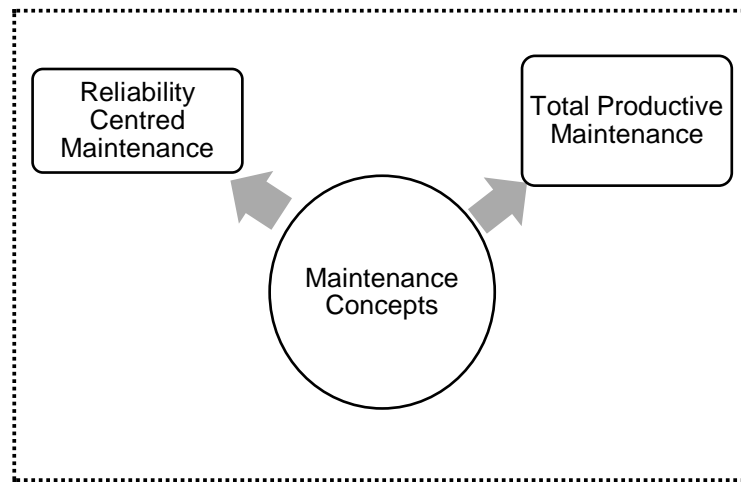 Reliability
Centred
Maintenance
Total Productive
Maintenance
Maintenance
Concepts